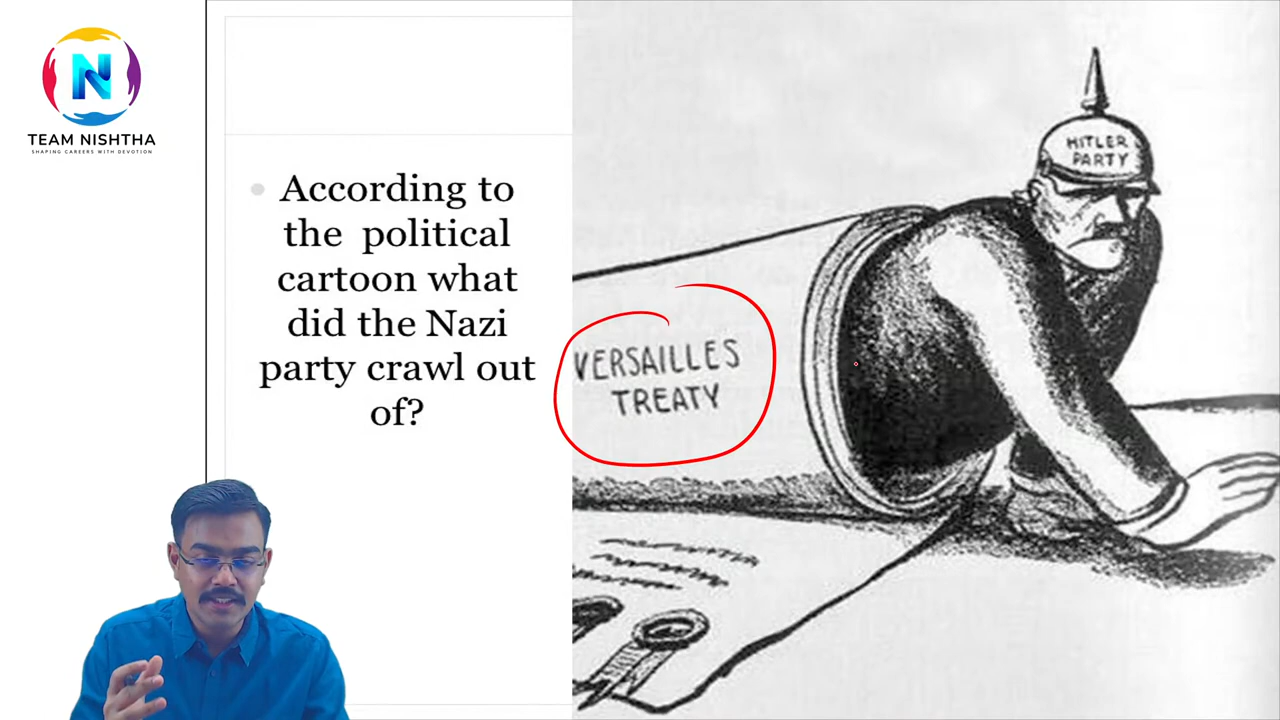 N
TEAM NISHTHA
SHAPING CAREERS WITH DEVOTION
According to
the political
cartoon what
did the Nazi
party crawl out
of?
HITLER
PARTY
VERSAILLES
TREATY